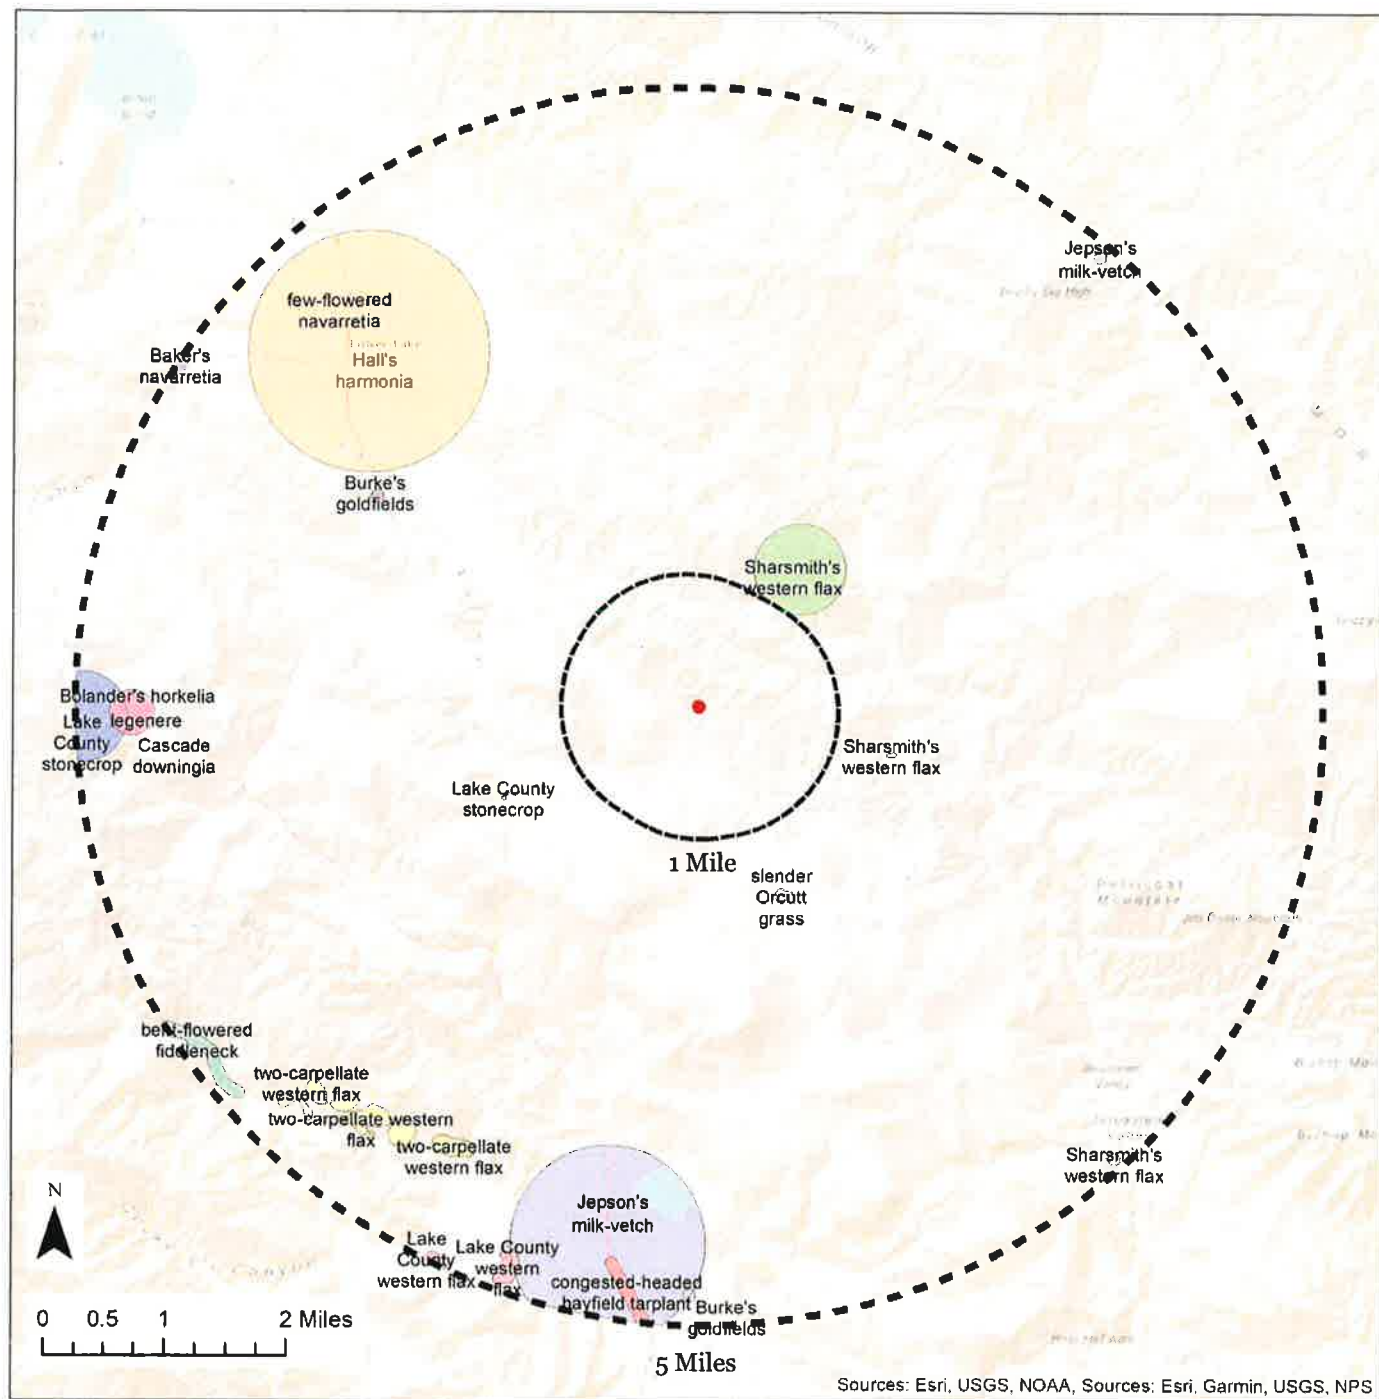 Jepson's
milk-vetch
few-flowered
navarretia
Lower Lake
Hall's
harmonia
Baker's
navarretia
Burke's
goldfields
Sharsmith's
western flax
Bolander's horkelia
Lake legenere
County
stonecrop
Cascade
downingia
Sharsmith's
western flax
Lake County
stonecrop
1 Mile
slender
Orcutt
grass
bent-flowered
fiddleneck
two-carpellate
western flax
two-carpellate western
flax
two-carpellate
western flax
Sharsmith's
western flax
Jepson's
milk-vetch
N
Lake
County
western flax
Lake County
western
flax
congested-headed
hayfield tarplant
Burke's
goldfields
0 0.5 1 2 Miles
5 Miles
Sources: Esri, USGS, NOAA, Sources: Esri, Garmin, USGS, NPS